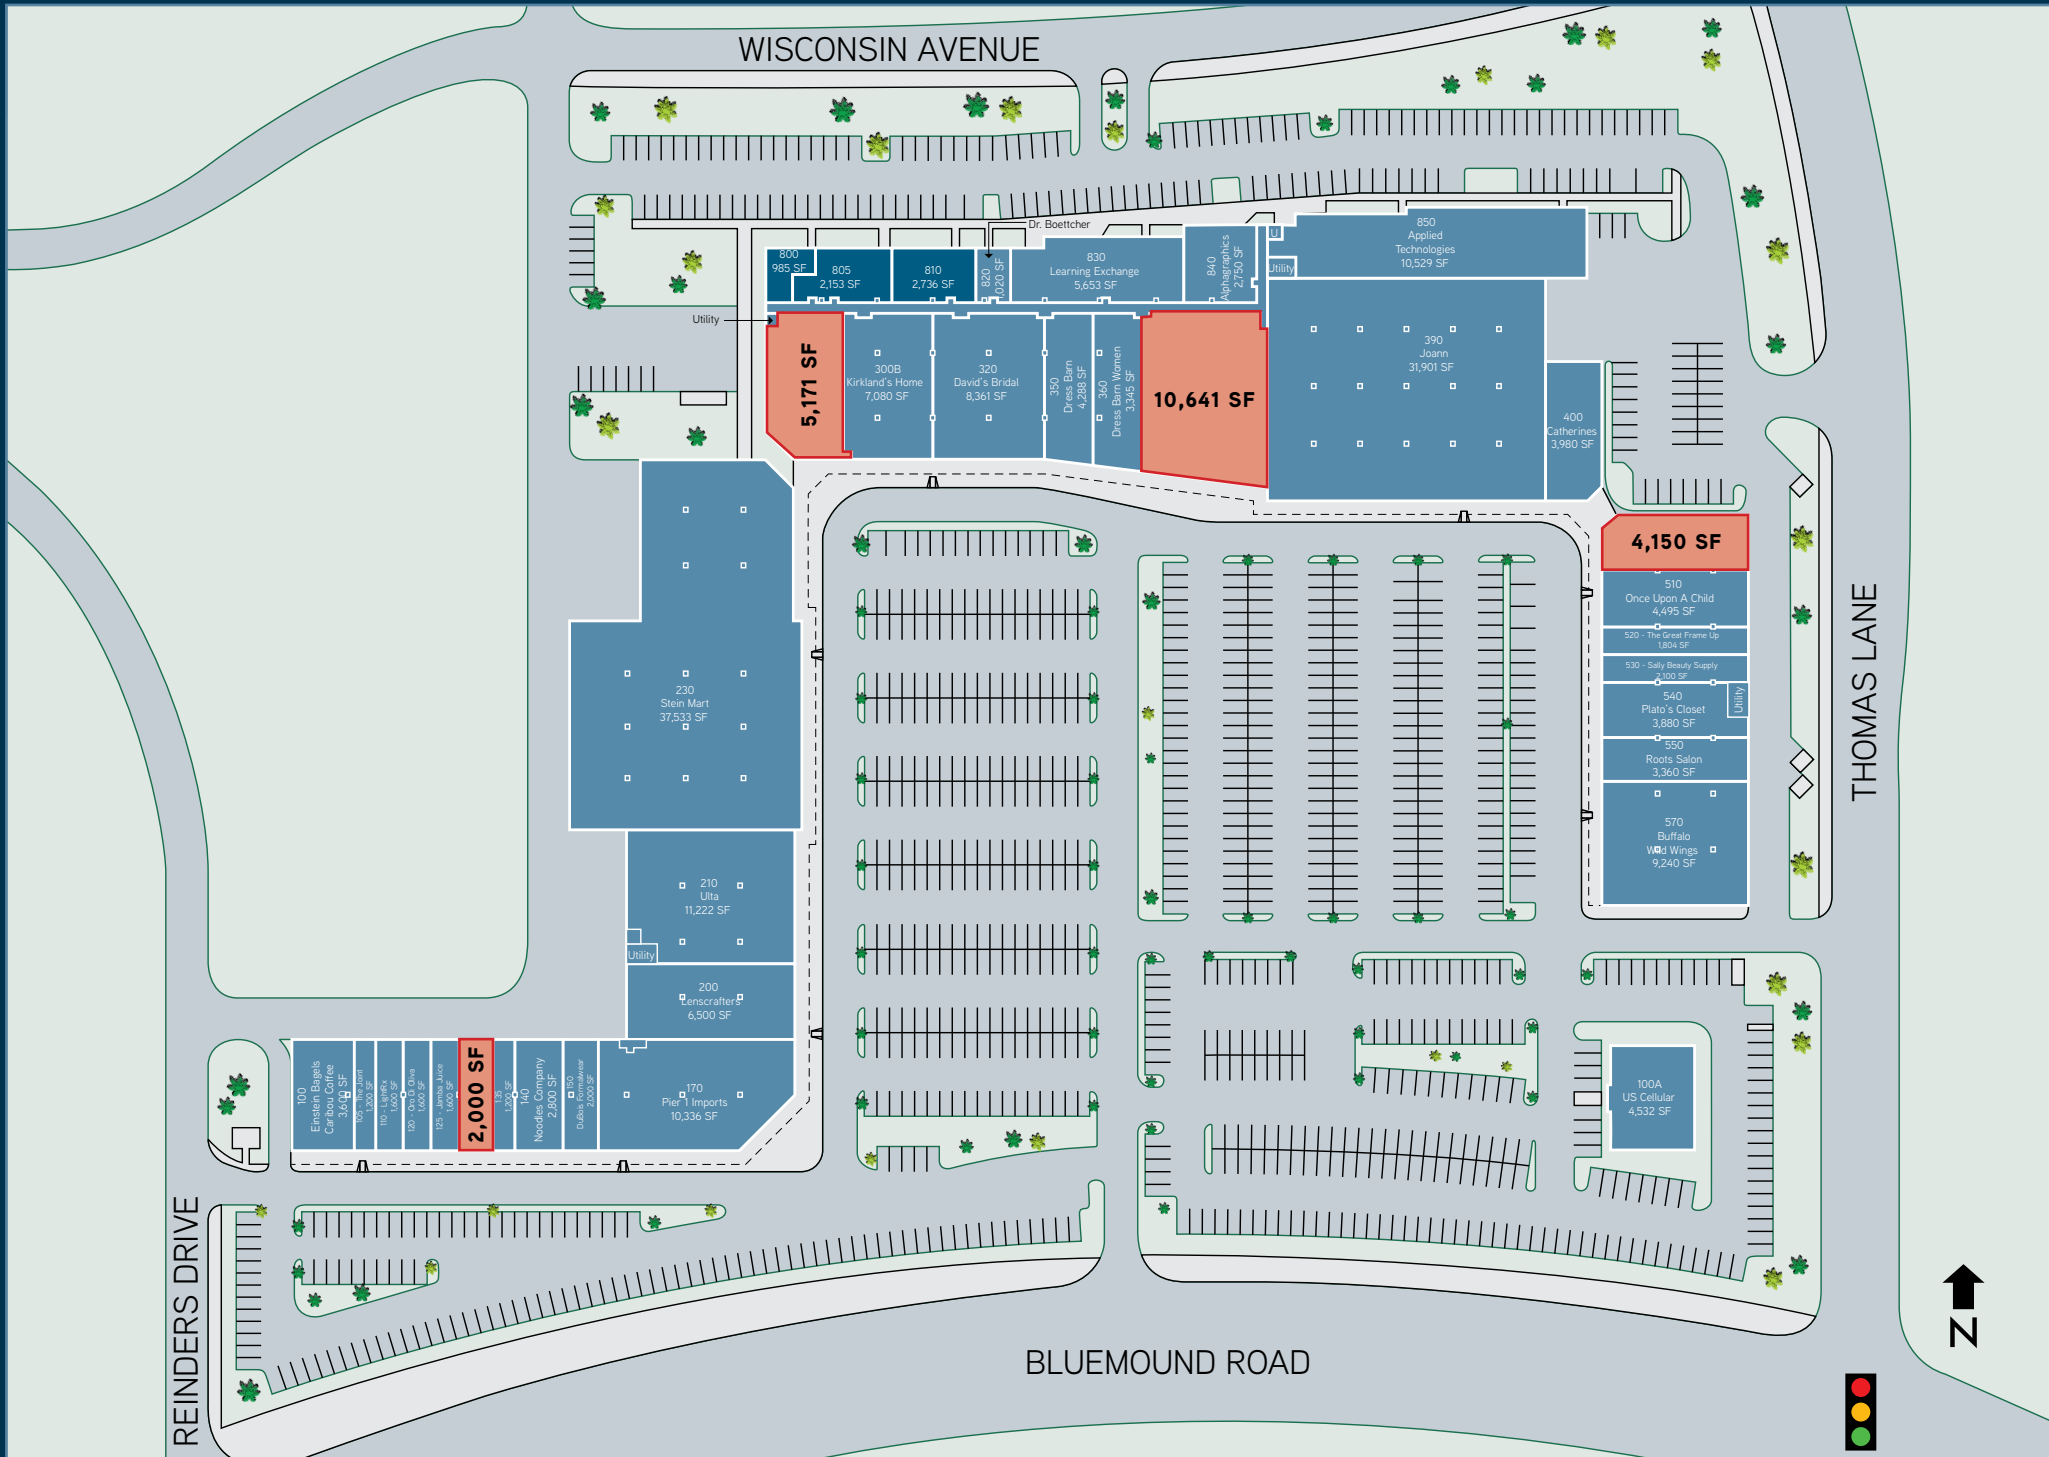 WISCONSIN AVENUE
Dr. Boettcher
800
985 SF
805
2,153 SF
810
2,736 SF
820
1,020 SF
830
Learning Exchange
5,653 SF
840
Alphagraphics
2,750 SF
U
Utility
850
Applied
Technologies
10,529 SF
Utility
5,171 SF
300B
Kirkland's Home
7,080 SF
320
David's Bridal
8,361 SF
350
Dress Barn
4,288 SF
360
Dress Barn Women
3,345 SF
10,641 SF
390
Joann
31,901 SF
400
Catherines
3,980 SF
4,150 SF
510
Once Upon A Child
4,495 SF
520 - The Great Frame Up
1,804 SF
530 - Sally Beauty Supply
2,100 SF
540
Plato's Closet
3,880 SF
Utility
550
Roots Salon
3,360 SF
570
Buffalo
Wild Wings
9,240 SF
THOMAS LANE
230
Stein Mart
37,533 SF
210
Ulta
11,222 SF
Utility
200
Lenscrafters
6,500 SF
100
Einstein Bagels
Caribou Coffee
3,600 SF
105 - The Joint
1,200 SF
110 - LightRx
1,600 SF
120 - Oro Di Oliva
1,600 SF
125 - Jamba Juice
1,600 SF
2,000 SF
135
1,200 SF
140
Noodles Company
2,800 SF
150
DuBois Formalwear
2,000 SF
170
Pier 1 Imports
10,336 SF
100A
US Cellular
4,532 SF
REINDERS DRIVE
BLUEMOUND ROAD
N